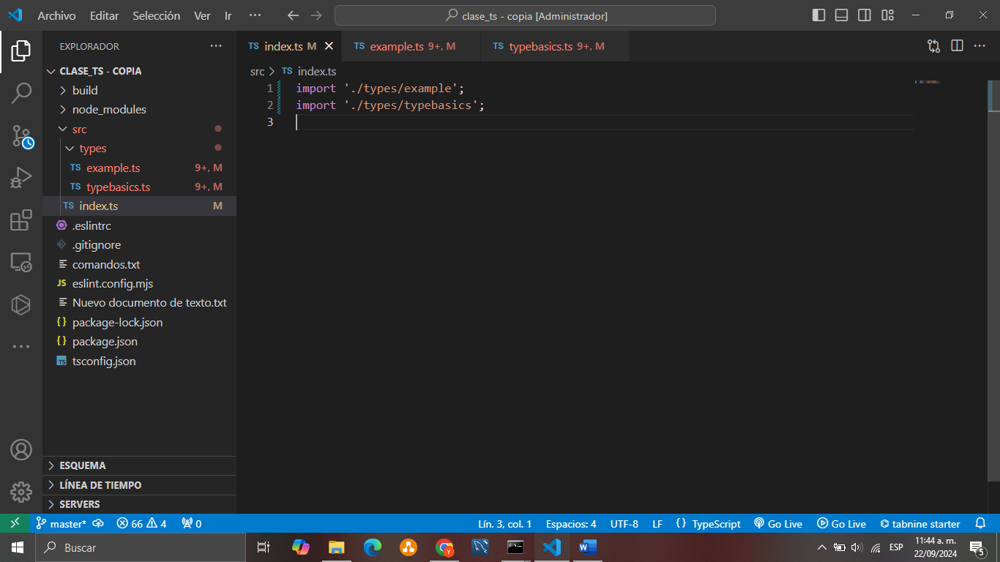 Archivo Editar Selección Ver Ir ··· clase_ts - copia [Administrador]
EXPLORADOR ···
TS index.ts M
TS example.ts 9+, M
TS typebasics.ts 9+, M
CLASE_TS - COPIA
build
node_modules
src
types
TS example.ts 9+, M
TS typebasics.ts 9+, M
TS index.ts M
.eslintrc
.gitignore
comandos.txt
JS eslint.config.mjs
Nuevo documento de texto.txt
{} package-lock.json
{} package.json
TS tsconfig.json
ESQUEMA
LÍNEA DE TIEMPO
SERVERS
src > TS index.ts
1 import './types/example';
2 import './types/typebasics';
3
master* 66 4 0 Lín. 3, col. 1 Espacios: 4 UTF-8 LF {} TypeScript Go Live Go Live tabnine starter
Buscar
ESP
11:44 a. m.
22/09/2024
5